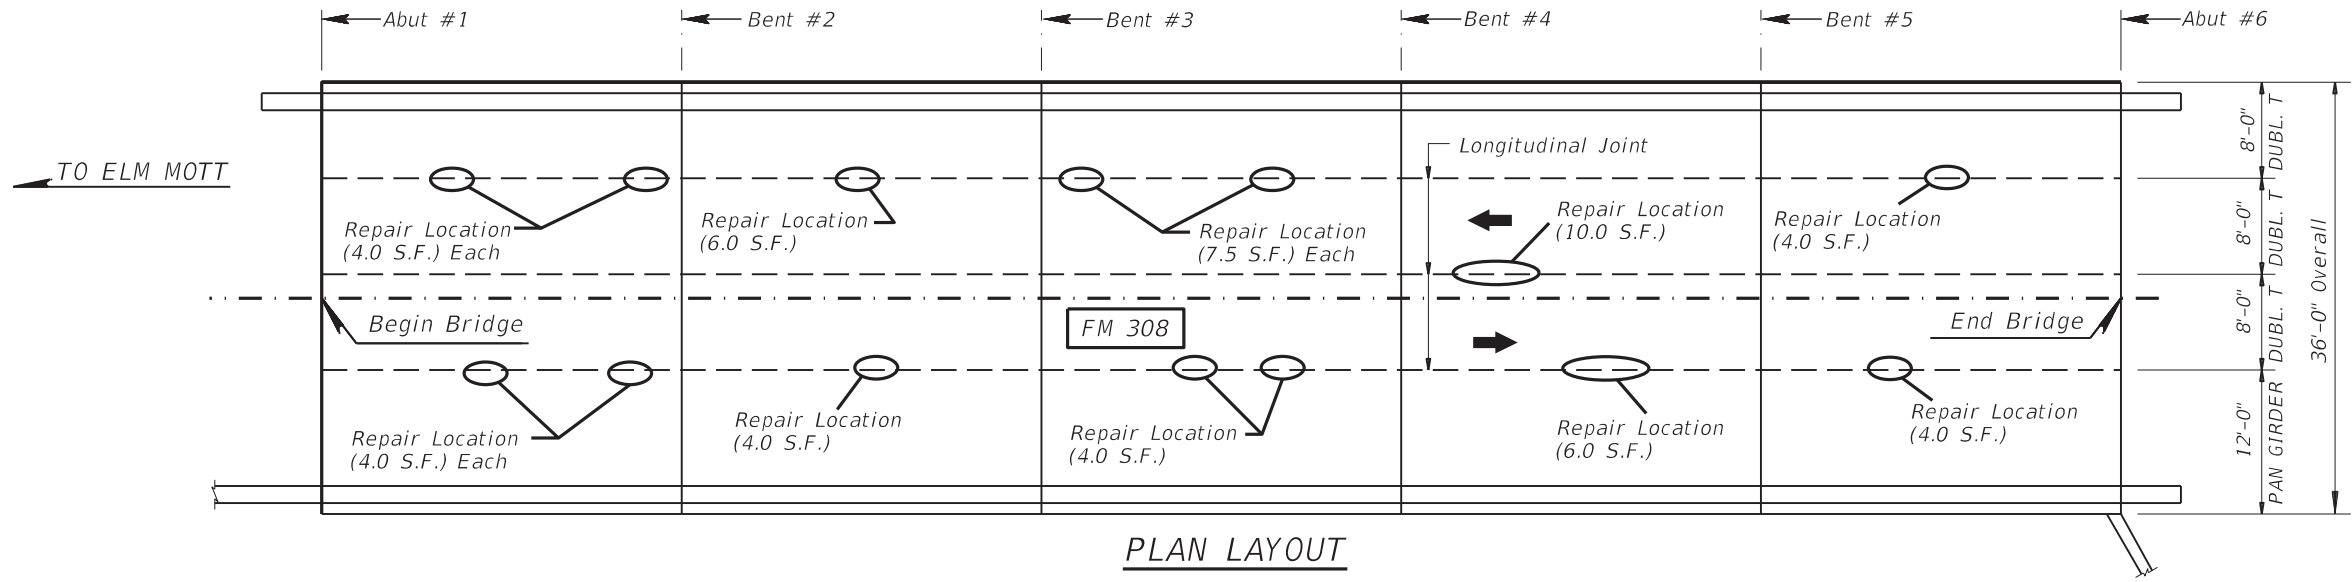 Abut #1
Bent #2
Bent #3
Bent #4
Bent #5
Abut #6
TO ELM MOTT
Longitudinal Joint
Repair Location
(4.0 S.F.) Each
Repair Location
(6.0 S.F.)
Repair Location
(7.5 S.F.) Each
Repair Location
(10.0 S.F.)
Repair Location
(4.0 S.F.)
Begin Bridge
FM 308
End Bridge
Repair Location
(4.0 S.F.) Each
Repair Location
(4.0 S.F.)
Repair Location
(4.0 S.F.)
Repair Location
(6.0 S.F.)
Repair Location
(4.0 S.F.)
8'-0"
DUBL. T
8'-0"
DUBL. T
8'-0"
DUBL. T
12'-0"
PAN GIRDER
36'-0" Overall
PLAN LAYOUT